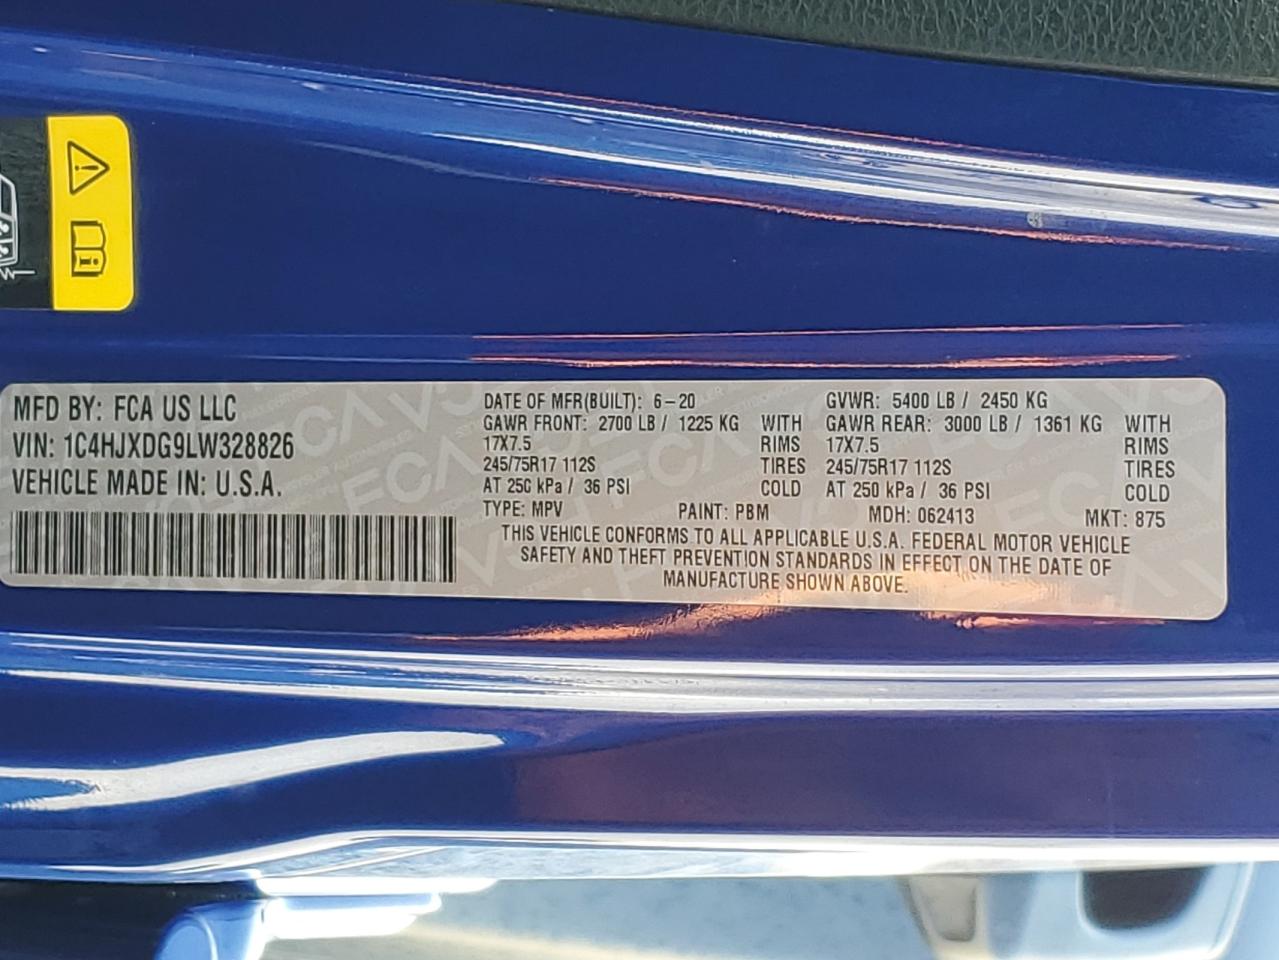 MFD BY: FCA US LLC
VIN: 1C4HJXDG9LW328826
VEHICLE MADE IN: U.S.A.
DATE OF MFR(BUILT): 6-20
GVWR: 5400 LB / 2450 KG
GAWR FRONT: 2700 LB / 1225 KG WITH
17X7.5 RIMS
245/75R17 112S TIRES
AT 250 kPa / 36 PSI COLD
GAWR REAR: 3000 LB / 1361 KG WITH
17X7.5 RIMS
245/75R17 112S TIRES
AT 250 kPa / 36 PSI COLD
TYPE: MPV PAINT: PBM MDH: 062413 MKT: 875
THIS VEHICLE CONFORMS TO ALL APPLICABLE U.S.A. FEDERAL MOTOR VEHICLE
SAFETY AND THEFT PREVENTION STANDARDS IN EFFECT ON THE DATE OF
MANUFACTURE SHOWN ABOVE.